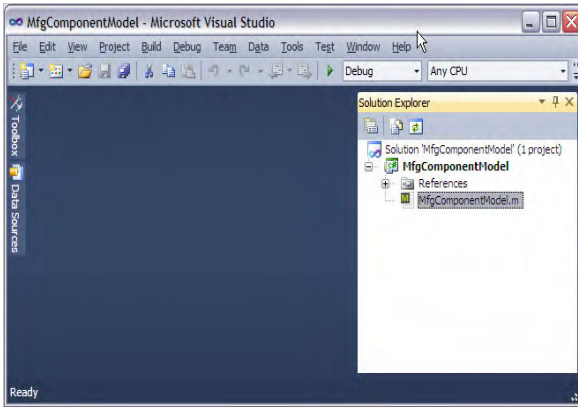 MfgComponentModel - Microsoft Visual Studio
File Edit View Project Build Debug Team Data Tools Test Window Help
Debug Any CPU
Toolbox
Data Sources
Solution Explorer
Solution 'MfgComponentModel' (1 project)
MfgComponentModel
References
MfgComponentModel.m
Ready